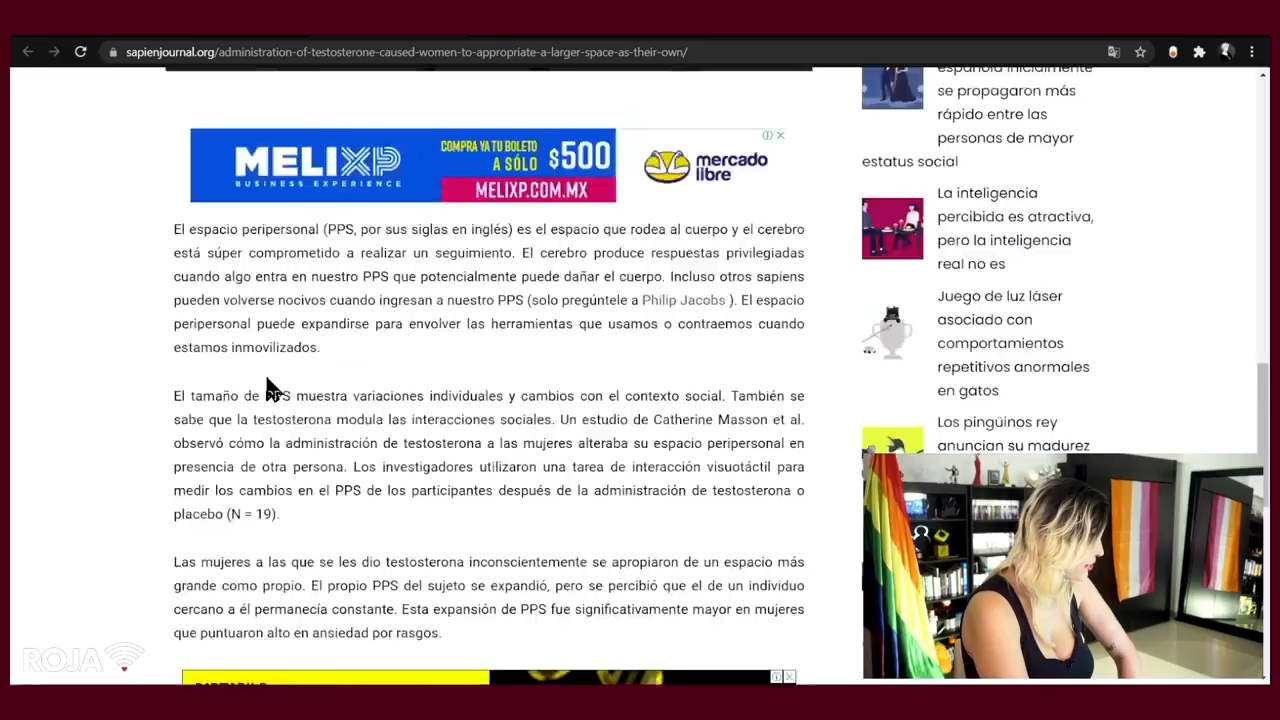 sapienjournal.org/administration-of-testosterone-caused-women-to-appropriate-a-larger-space-as-their-own/
MELIXP
BUSINESS EXPERIENCE
COMPRA YA TU BOLETO
A SÓLO $500
MELIXP.COM.MX
mercado
libre
El espacio peripersonal (PPS, por sus siglas en inglés) es el espacio que rodea al cuerpo y el cerebro
está súper comprometido a realizar un seguimiento. El cerebro produce respuestas privilegiadas
cuando algo entra en nuestro PPS que potencialmente puede dañar el cuerpo. Incluso otros sapiens
pueden volverse nocivos cuando ingresan a nuestro PPS (solo pregúntele a Philip Jacobs ). El espacio
peripersonal puede expandirse para envolver las herramientas que usamos o contraemos cuando
estamos inmovilizados.
El tamaño de PPS muestra variaciones individuales y cambios con el contexto social. También se
sabe que la testosterona modula las interacciones sociales. Un estudio de Catherine Masson et al.
observó cómo la administración de testosterona a las mujeres alteraba su espacio peripersonal en
presencia de otra persona. Los investigadores utilizaron una tarea de interacción visuotáctil para
medir los cambios en el PPS de los participantes después de la administración de testosterona o
placebo (N = 19).
Las mujeres a las que se les dio testosterona inconscientemente se apropiaron de un espacio más
grande como propio. El propio PPS del sujeto se expandió, pero se percibió que el de un individuo
cercano a él permanecía constante. Esta expansión de PPS fue significativamente mayor en mujeres
que puntuaron alto en ansiedad por rasgos.
española inicialmente
se propagaron más
rápido entre las
personas de mayor
estatus social
La inteligencia
percibida es atractiva,
pero la inteligencia
real no es
Juego de luz láser
asociado con
comportamientos
repetitivos anormales
en gatos
Los pingüinos rey
anuncian su madurez
ROJA